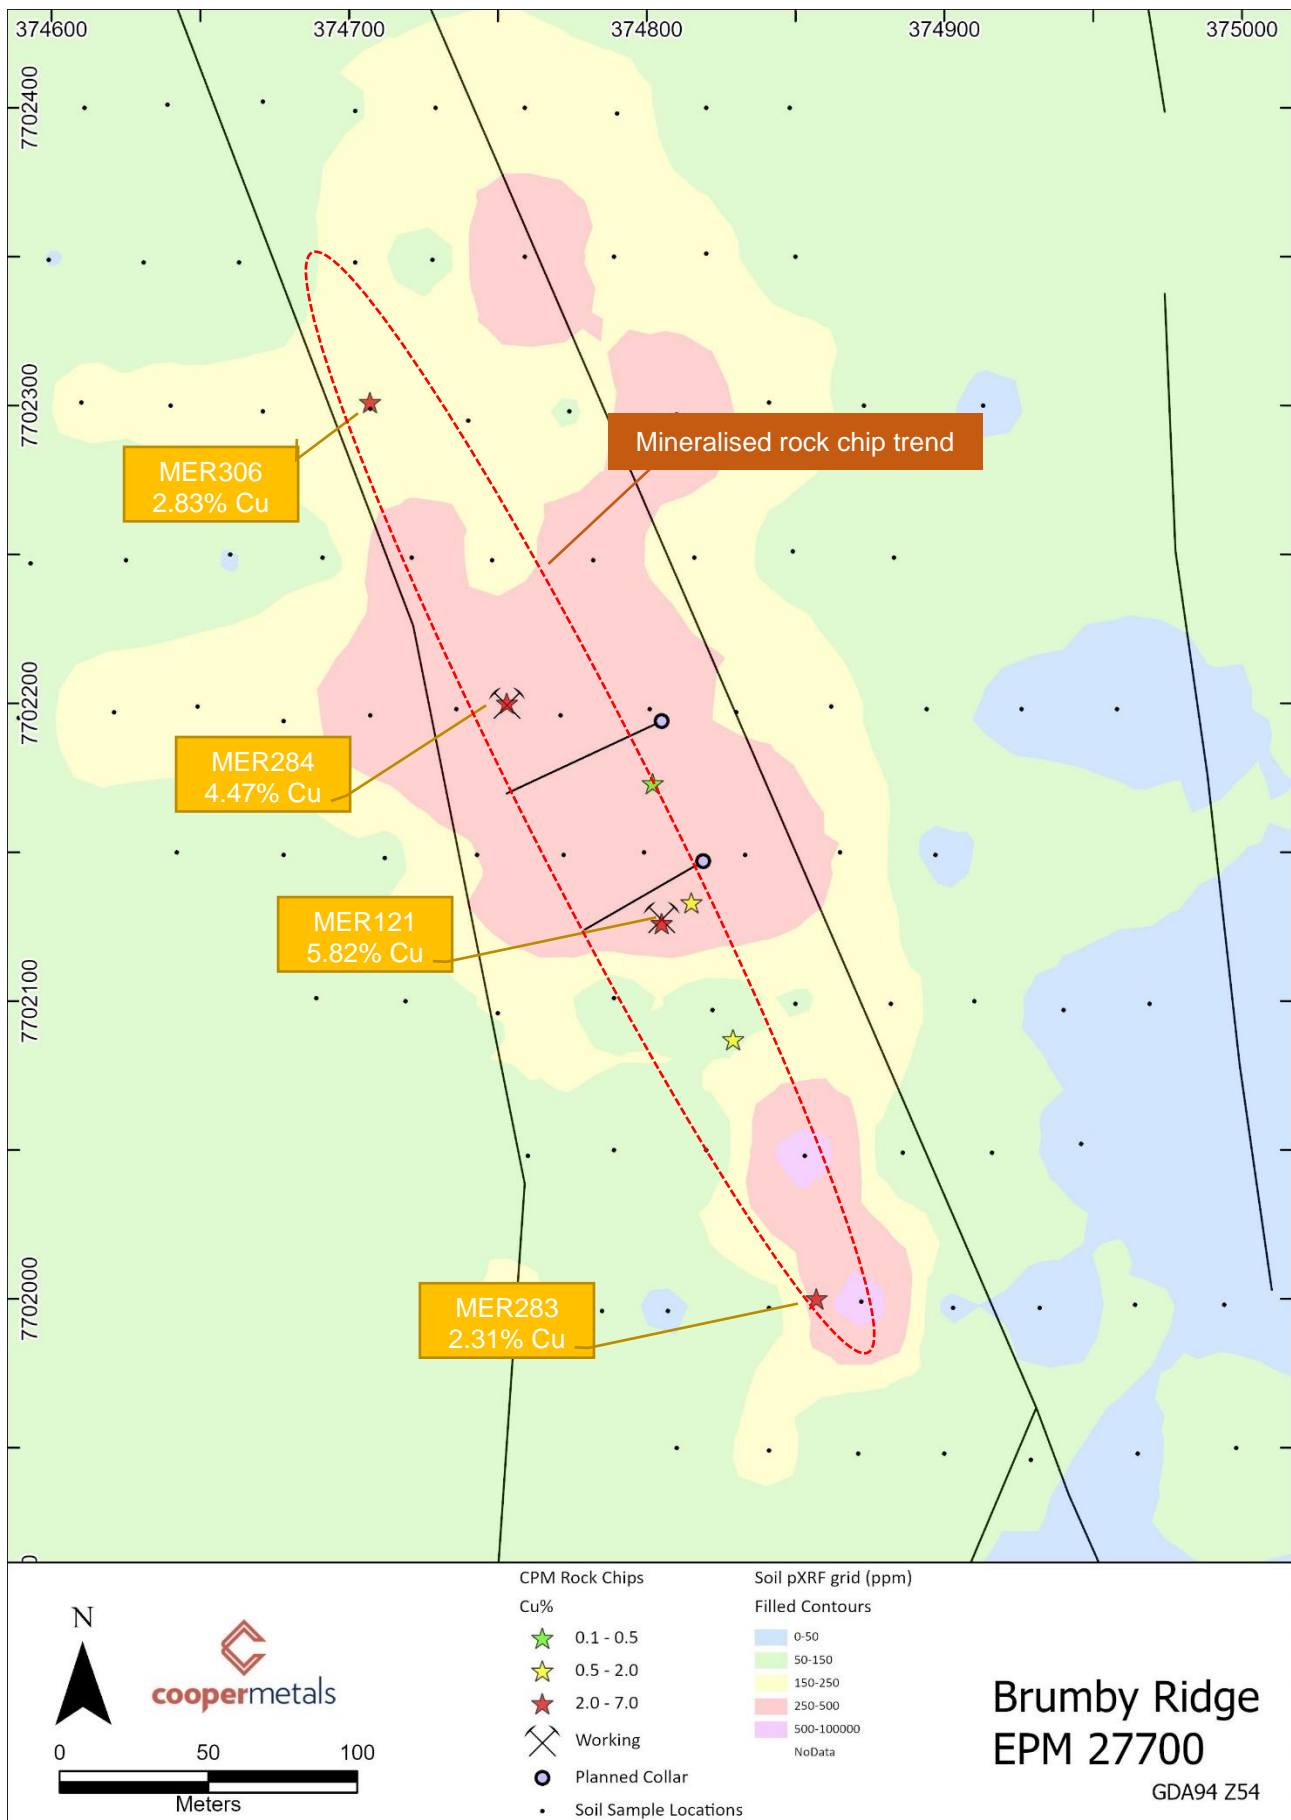 374600 374700 374800 374900 375000
7702400
7702300
7702200
7702100
7702000
Mineralised rock chip trend
MER306
2.83% Cu
MER284
4.47% Cu
MER121
5.82% Cu
MER283
2.31% Cu
N
coopermetals
0 50 100
Meters
CPM Rock Chips
Cu%
0.1 - 0.5
0.5 - 2.0
2.0 - 7.0
Working
Planned Collar
Soil Sample Locations
Soil pXRF grid (ppm)
Filled Contours
0-50
50-150
150-250
250-500
500-100000
NoData
Brumby Ridge
EPM 27700
GDA94 Z54